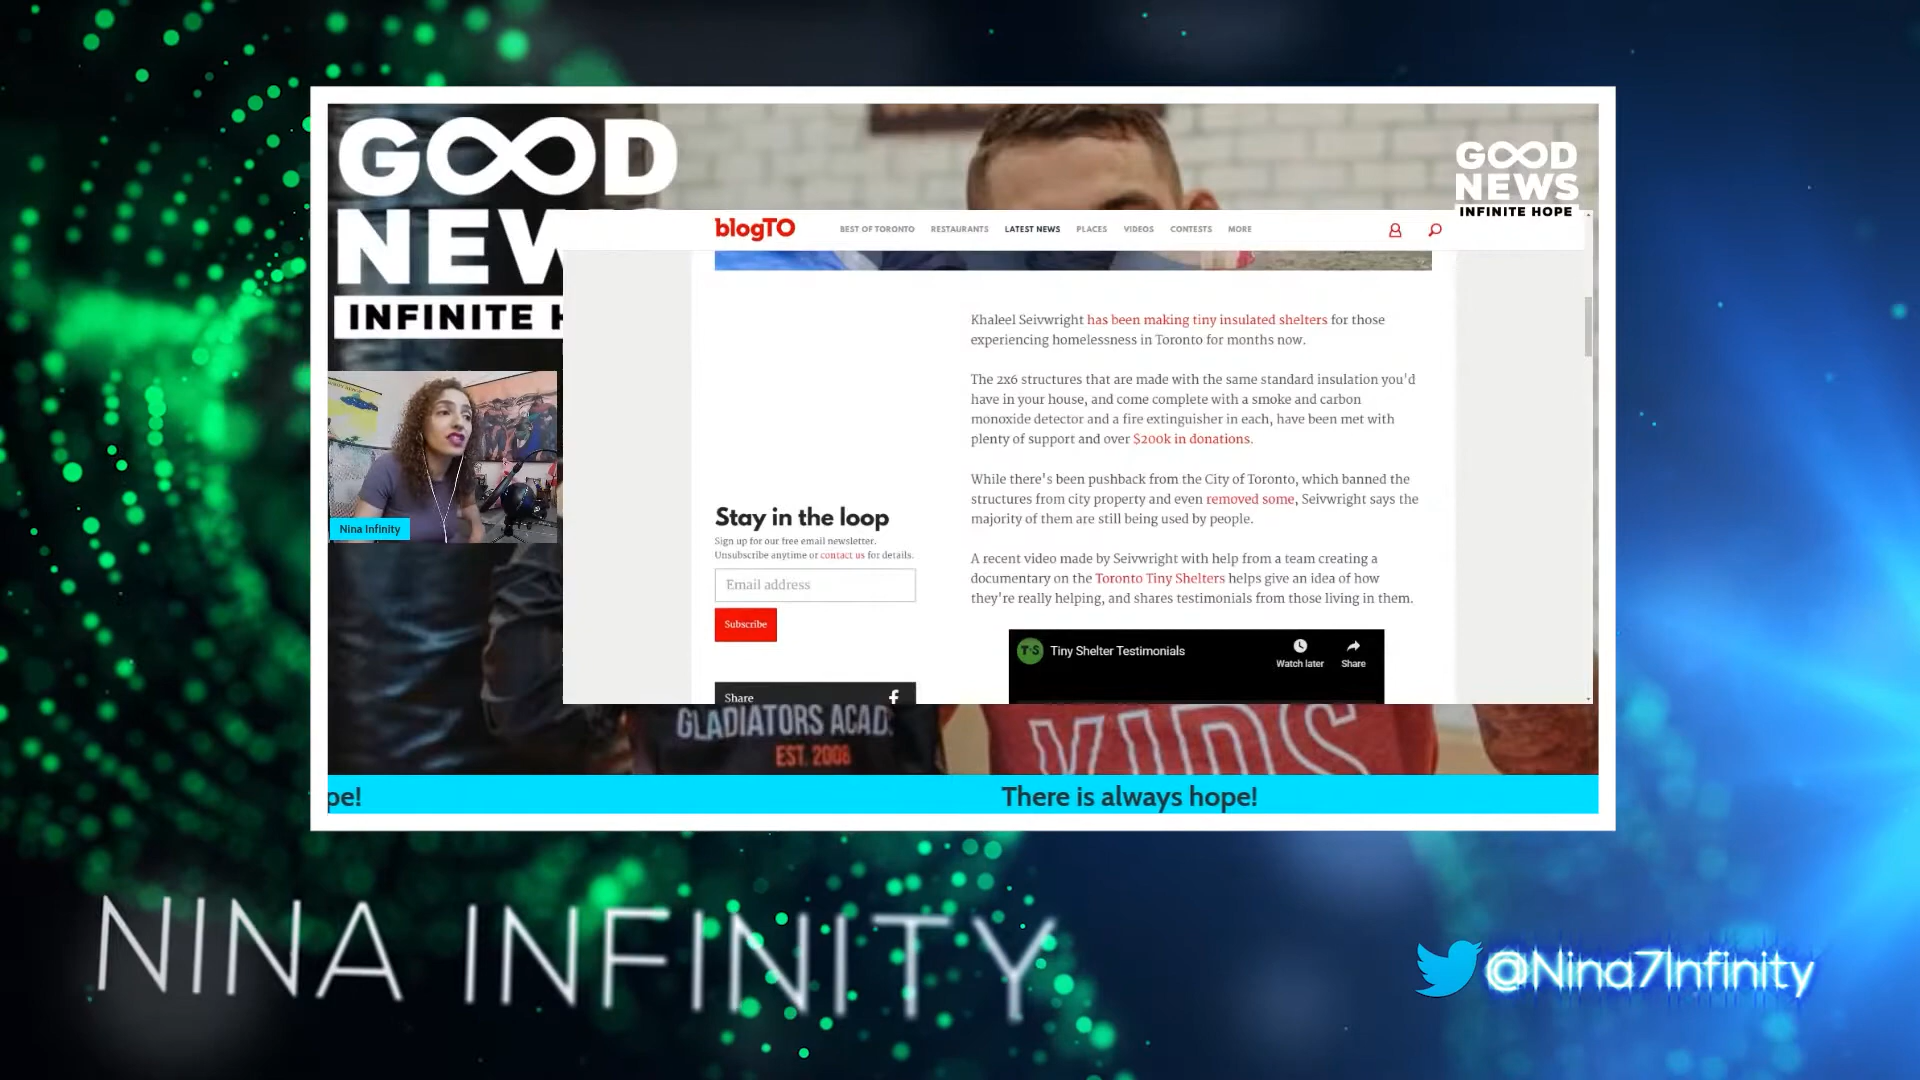 GOOD
NEW
INFINITE H
GOOD
NEWS
INFINITE HOPE
blogTO
BEST OF TORONTO RESTAURANTS LATEST NEWS PLACES VIDEOS CONTESTS MORE
Khaleel Seivwright has been making tiny insulated shelters for those
experiencing homelessness in Toronto for months now.
The 2x6 structures that are made with the same standard insulation you'd
have in your house, and come complete with a smoke and carbon
monoxide detector and a fire extinguisher in each, have been met with
plenty of support and over $200k in donations.
While there's been pushback from the City of Toronto, which banned the
structures from city property and even removed some, Seivwright says the
majority of them are still being used by people.
A recent video made by Seivwright with help from a team creating a
documentary on the Toronto Tiny Shelters helps give an idea of how
they're really helping, and shares testimonials from those living in them.
Stay in the loop
Sign up for our free email newsletter.
Unsubscribe anytime or contact us for details.
Email address
Subscribe
Share
T·S Tiny Shelter Testimonials
Watch later
Share
Nina Infinity
GLADIATORS ACAD.
EST. 2008
KIDS
pe!
There is always hope!
NINA INFINITY
@Nina7Infinity